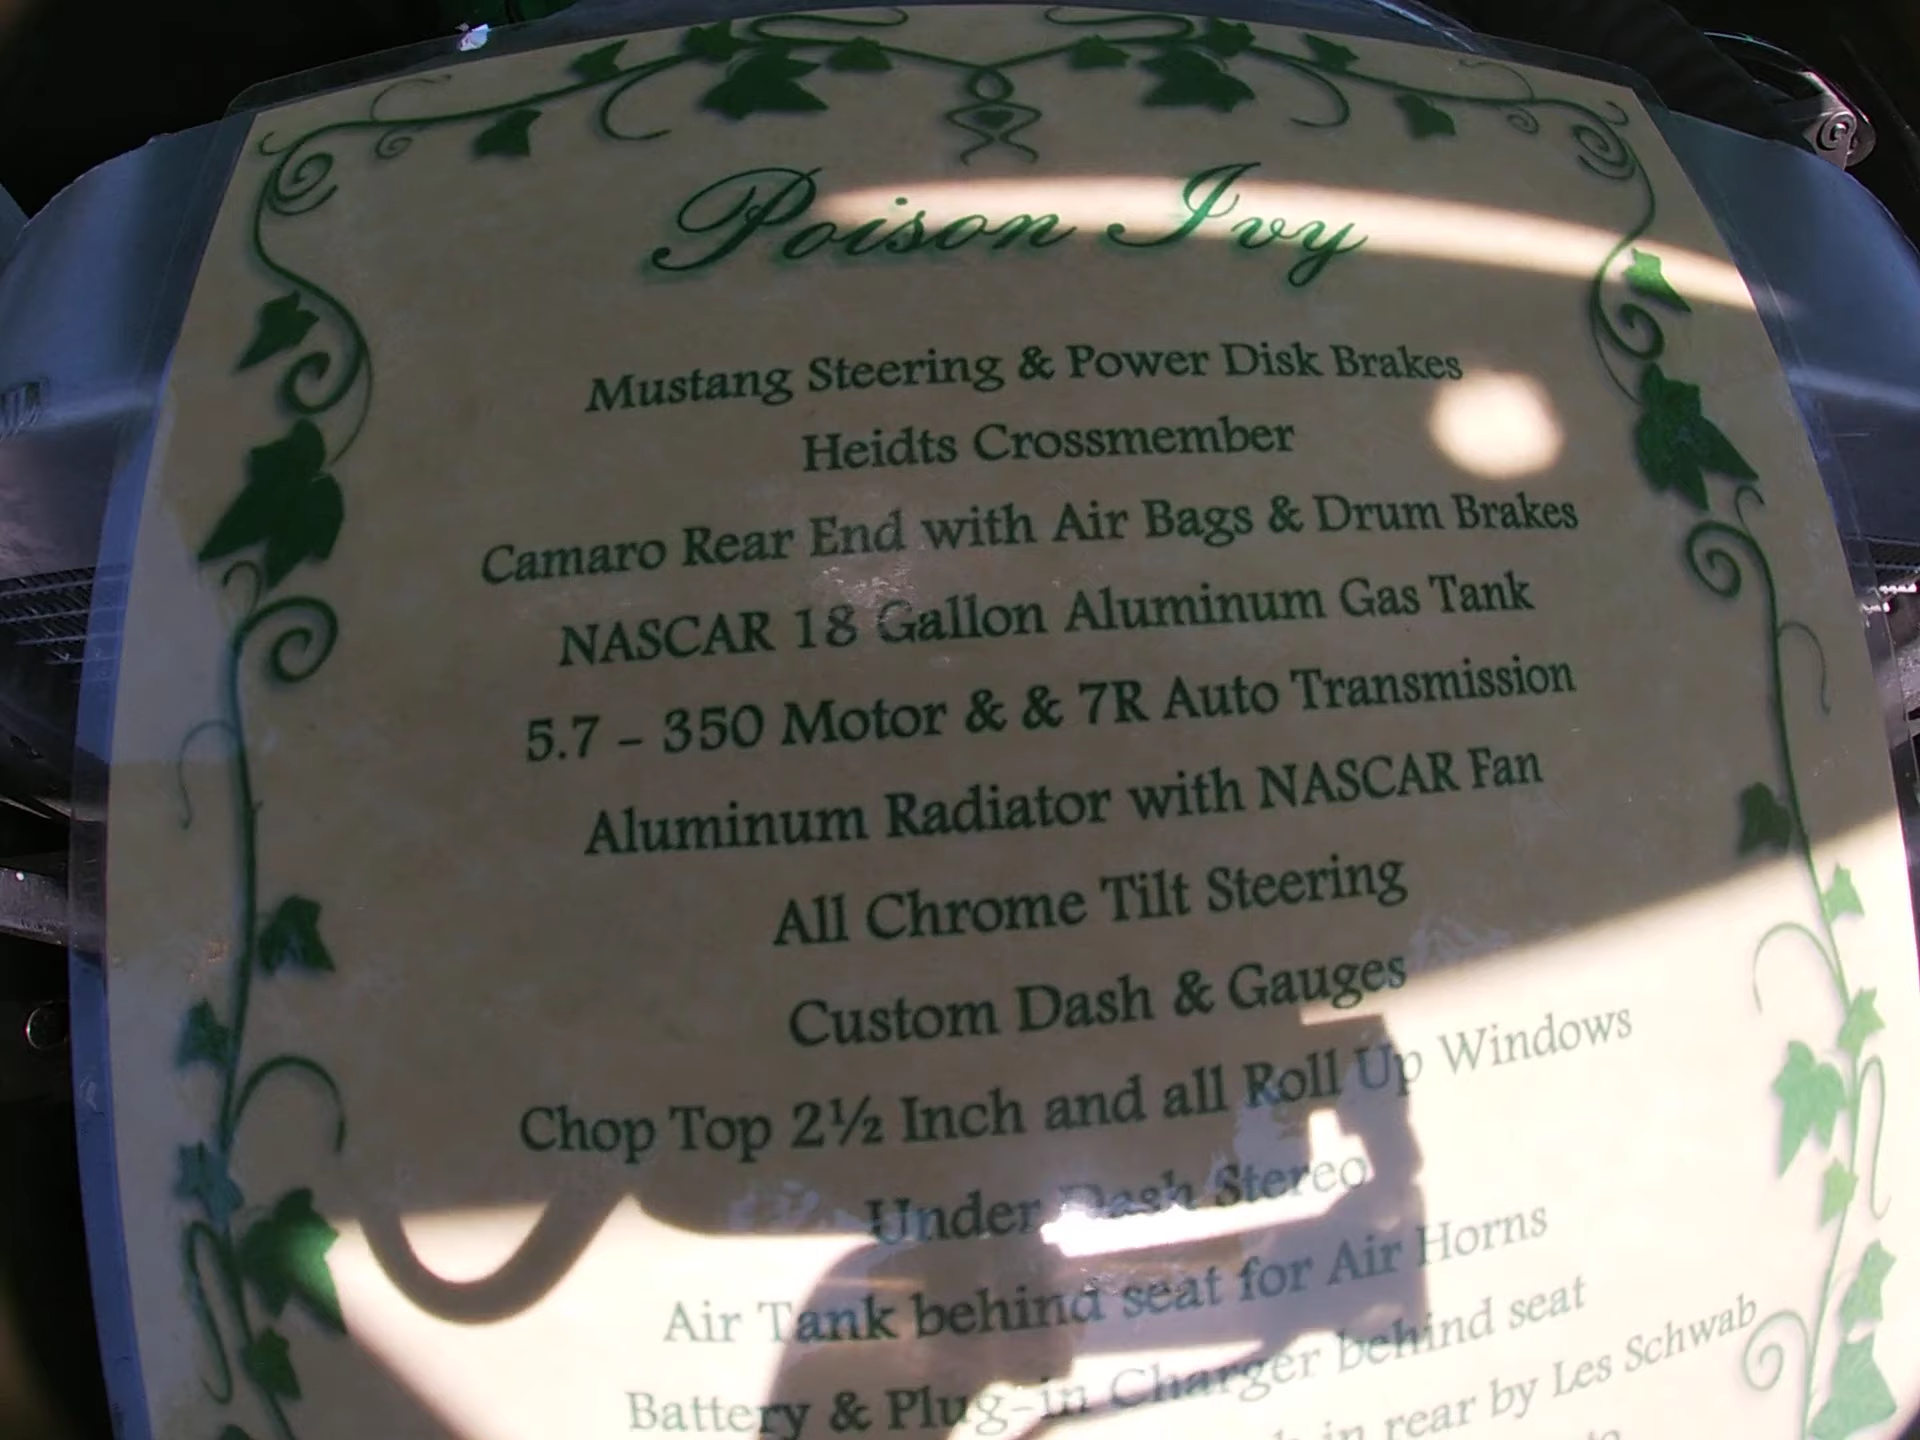 Poison Ivy
Mustang Steering & Power Disk Brakes
Heidts Crossmember
Camaro Rear End with Air Bags & Drum Brakes
NASCAR 18 Gallon Aluminum Gas Tank
5.7 – 350 Motor & & 7R Auto Transmission
Aluminum Radiator with NASCAR Fan
All Chrome Tilt Steering
Custom Dash & Gauges
Chop Top 2½ Inch and all Roll Up Windows
Under Dash Stereo
Air Tank behind seat for Air Horns
Battery & Plug-in Charger behind seat
in rear by Les Schwab